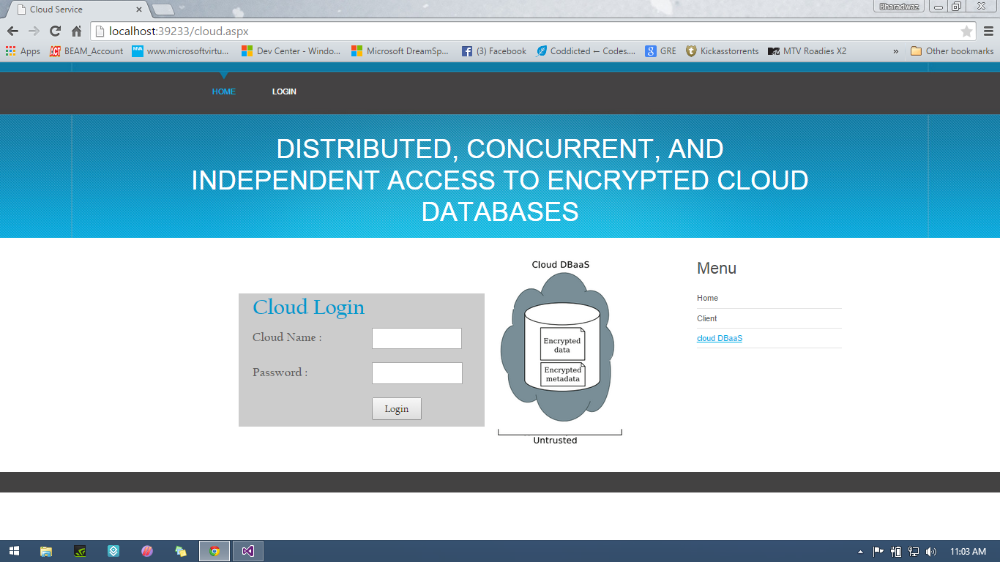 Cloud Service
Bharadwaz
localhost:39233/cloud.aspx
Apps
BEAM_Account
www.microsoftvirtu...
Dev Center - Windo...
Microsoft DreamSp...
(3) Facebook
Coddicted ← Codes....
GRE
Kickasstorrents
MTV Roadies X2
»
Other bookmarks
HOME
LOGIN
DISTRIBUTED, CONCURRENT, AND
INDEPENDENT ACCESS TO ENCRYPTED CLOUD
DATABASES
Cloud Login
Cloud Name :
Password :
Login
Cloud DBaaS
Encrypted
data
Encrypted
metadata
Untrusted
Menu
Home
Client
cloud DBaaS
11:03 AM